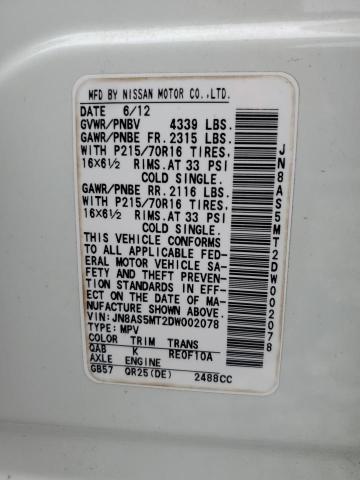 MFD BY NISSAN MOTOR CO.,LTD.
DATE 6/12
GVWR/PNBV 4339 LBS.
GAWR/PNBE FR. 2315 LBS.
WITH P215/70R16 TIRES,
16X6½ RIMS. AT 33 PSI
COLD SINGLE.
GAWR/PNBE RR. 2116 LBS.
WITH P215/70R16 TIRES,
16X6½ RIMS. AT 33 PSI
COLD SINGLE.
THIS VEHICLE CONFORMS
TO ALL APPLICABLE FED-
ERAL MOTOR VEHICLE SA-
FETY AND THEFT PREVEN-
TION STANDARDS IN EFF-
ECT ON THE DATE OF MA-
NUFACTURE SHOWN ABOVE.
VIN: JN8AS5MT2DW002078
TYPE: MPV
COLOR TRIM TRANS
QAB K RE0F10A
AXLE ENGINE
GB57 QR25(DE) 2488CC
JN8AS5MT2DW002078